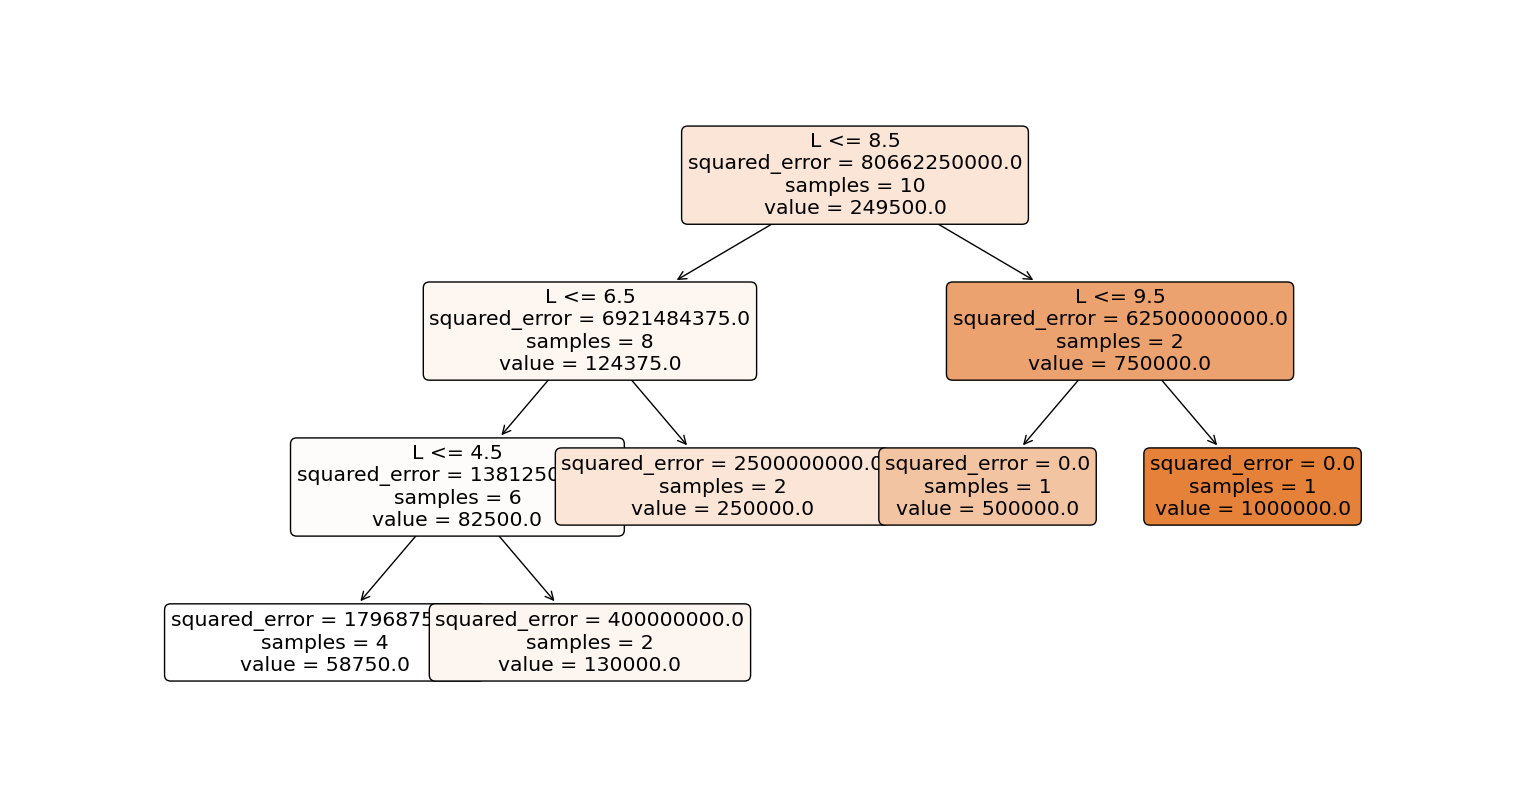 L <= 8.5
squared_error = 80662250000.0
samples = 10
value = 249500.0
L <= 6.5
squared_error = 6921484375.0
samples = 8
value = 124375.0
L <= 9.5
squared_error = 62500000000.0
samples = 2
value = 750000.0
L <= 4.5
squared_error = 1381250
samples = 6
value = 82500.0
squared_error = 2500000000.0
samples = 2
value = 250000.0
squared_error = 0.0
samples = 1
value = 500000.0
squared_error = 0.0
samples = 1
value = 1000000.0
squared_error = 1796875
samples = 4
value = 58750.0
squared_error = 400000000.0
samples = 2
value = 130000.0